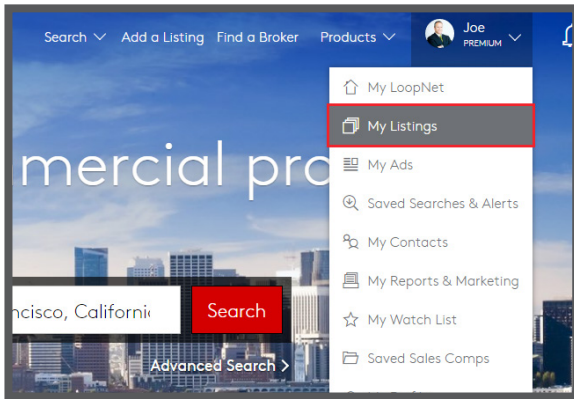 Search Add a Listing Find a Broker Products Joe
PREMIUM
My LoopNet
My Listings
My Ads
mercial pro
Saved Searches & Alerts
My Contacts
My Reports & Marketing
ncisco, Californi
Search
My Watch List
Advanced Search >
Saved Sales Comps